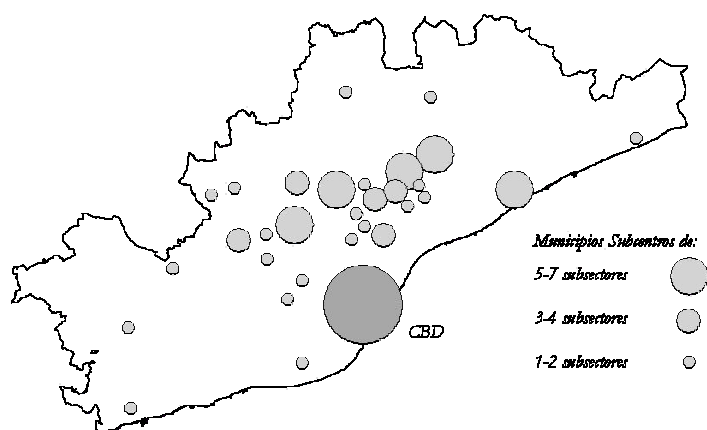 Municipios Subcentros de:
5-7 subsectores
3-4 subsectores
CBD
1-2 subsectores